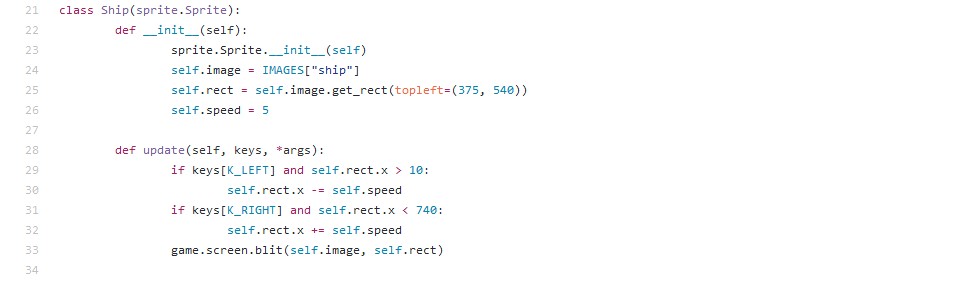 21 class Ship(sprite.Sprite):
22 def __init__(self):
23 sprite.Sprite.__init__(self)
24 self.image = IMAGES["ship"]
25 self.rect = self.image.get_rect(topleft=(375, 540))
26 self.speed = 5
27
28 def update(self, keys, *args):
29 if keys[K_LEFT] and self.rect.x > 10:
30 self.rect.x -= self.speed
31 if keys[K_RIGHT] and self.rect.x < 740:
32 self.rect.x += self.speed
33 game.screen.blit(self.image, self.rect)
34